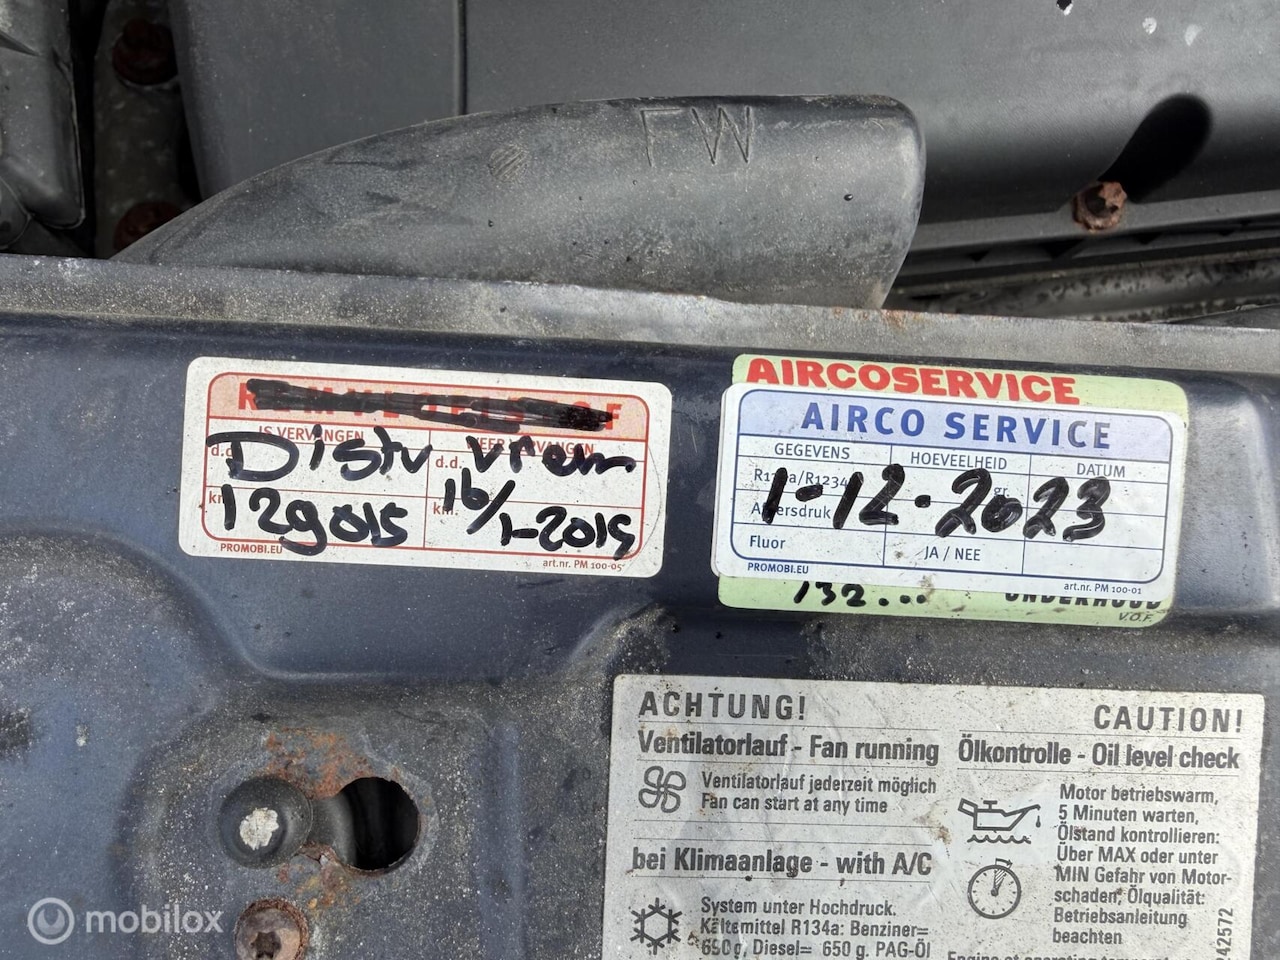 FW
AIRCOSERVICE
AIRCO SERVICE
GEGEVENS HOEVEELHEID DATUM
gr.
1-12-2023
Fluor JA / NEE
PROMOBI.EU art.nr. PM 100-01
132...
ONDERHOUD
V.O.F.
IS VERVANGEN
d.d. d.d.
Distr vrem
km. km.
129015 16/1-2015
PROMOBI.EU art.nr. PM 100-05
ACHTUNG! CAUTION!
Ventilatorlauf - Fan running
Ventilatorlauf jederzeit möglich
Fan can start at any time
bei Klimaanlage - with A/C
System unter Hochdruck.
Kältemittel R134a: Benziner=
650g, Diesel= 650 g. PAG-Öl
Ölkontrolle - Oil level check
Motor betriebswarm,
5 Minuten warten,
Ölstand kontrollieren:
Über MAX oder unter
MIN Gefahr von Motor-
schaden, Ölqualität:
Betriebsanleitung
beachten
242572
mobilox